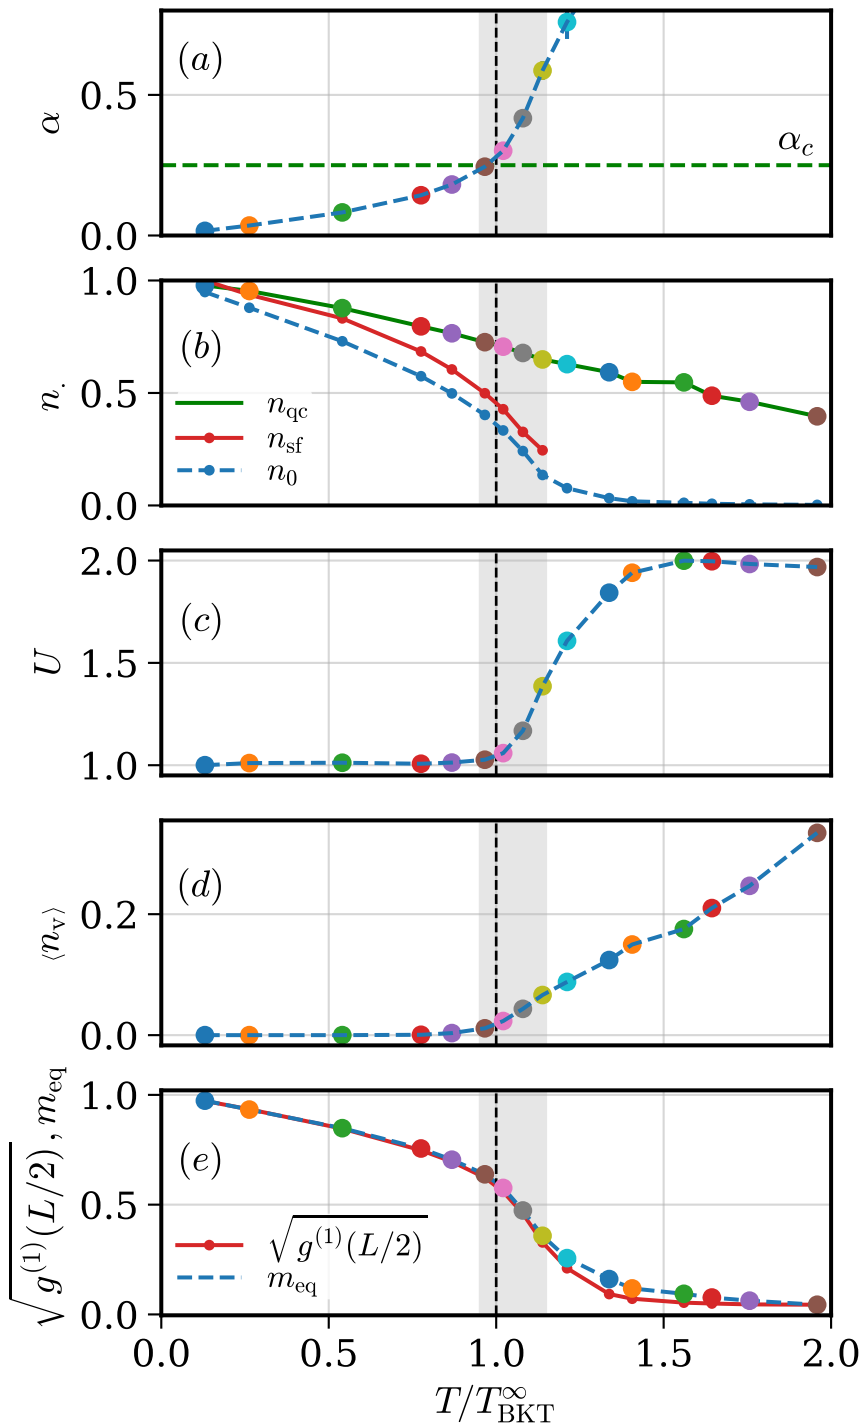 (a)
α
0.5
0.0
α_c
(b)
n.
1.0
0.5
0.0
n_qc
n_sf
n_0
(c)
U
2.0
1.5
1.0
(d)
⟨n_v⟩
0.2
0.0
(e)
√g^(1)(L/2), m_eq
1.0
0.5
0.0
√g^(1)(L/2)
m_eq
0.0 0.5 1.0 1.5 2.0
T/T_BKT^∞